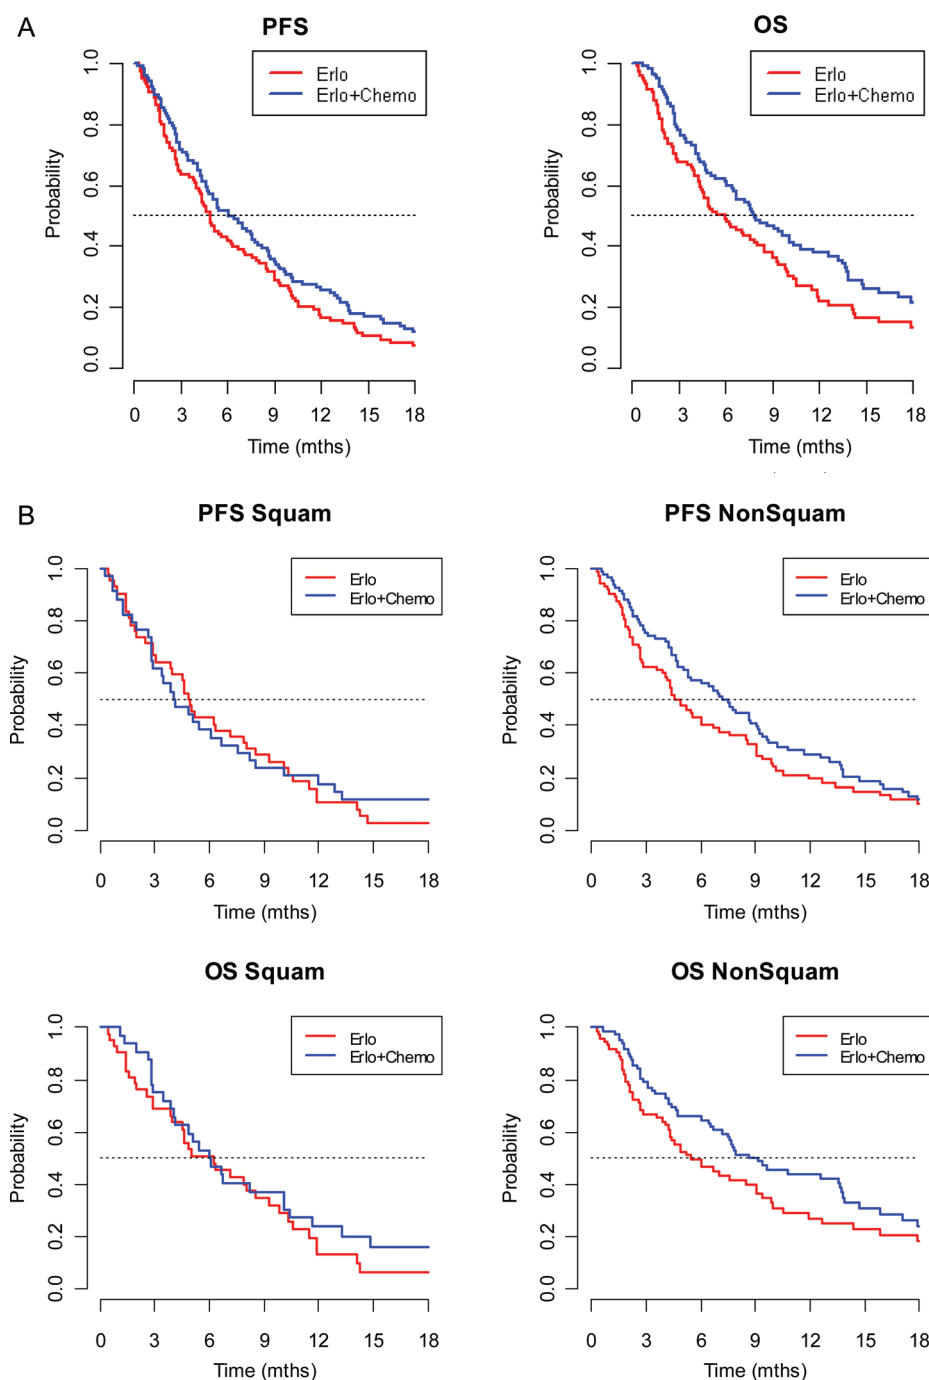 A
PFS
OS
Erlo
Erlo+Chemo
Erlo
Erlo+Chemo
Probability
0.0 0.2 0.4 0.6 0.8 1.0
0 3 6 9 12 15 18
Time (mths)
Probability
0.0 0.2 0.4 0.6 0.8 1.0
0 3 6 9 12 15 18
Time (mths)
B
PFS Squam
PFS NonSquam
Erlo
Erlo+Chemo
Erlo
Erlo+Chemo
Probability
0.0 0.2 0.4 0.6 0.8 1.0
0 3 6 9 12 15 18
Time (mths)
Probability
0.0 0.2 0.4 0.6 0.8 1.0
0 3 6 9 12 15 18
Time (mths)
OS Squam
OS NonSquam
Erlo
Erlo+Chemo
Erlo
Erlo+Chemo
Probability
0.0 0.2 0.4 0.6 0.8 1.0
0 3 6 9 12 15 18
Time (mths)
Probability
0.0 0.2 0.4 0.6 0.8 1.0
0 3 6 9 12 15 18
Time (mths)